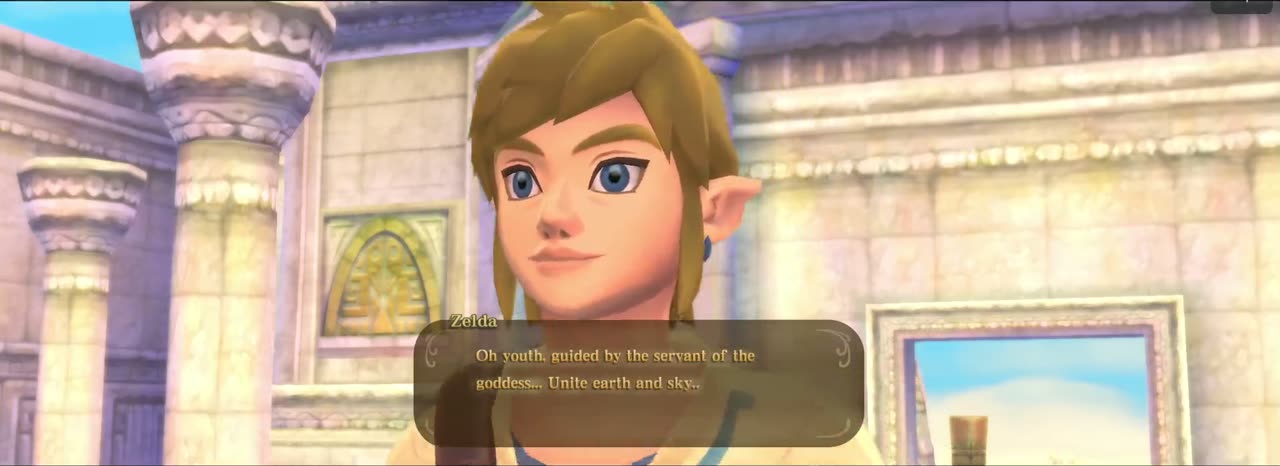 Zelda
Oh youth, guided by the servant of the
goddess... Unite earth and sky..